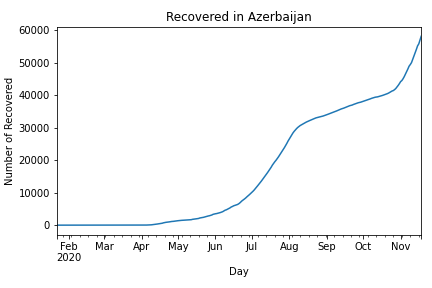 Recovered in Azerbaijan
60000
50000
40000
30000
20000
10000
0
Number of Recovered
Feb Mar Apr May Jun Jul Aug Sep Oct Nov
2020
Day